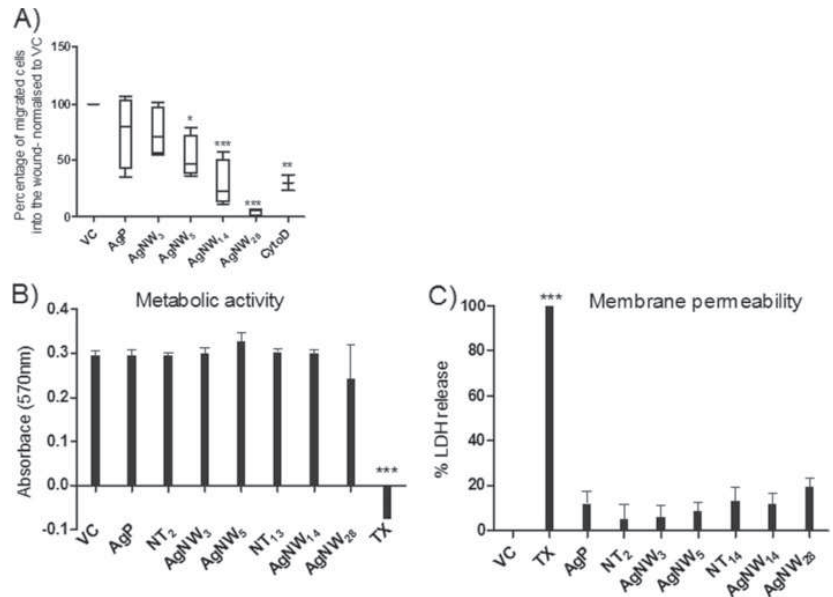 A)
Percentage of migrated cells
into the wound- normalised to VC
150
100
50
0
*
***
***
**
VC
AgP
AgNW₃
AgNW₅
AgNW₁₄
AgNW₂₈
CytoD
B)
Metabolic activity
Absorbace (570nm)
0.4
0.3
0.2
0.1
0.0
-0.1
***
VC
AgP
NT₂
AgNW₃
AgNW₅
NT₁₃
AgNW₁₄
AgNW₂₈
TX
C)
Membrane permeability
% LDH release
100
80
60
40
20
0
***
VC
TX
AgP
NT₂
AgNW₃
AgNW₅
NT₁₄
AgNW₁₄
AgNW₂₈